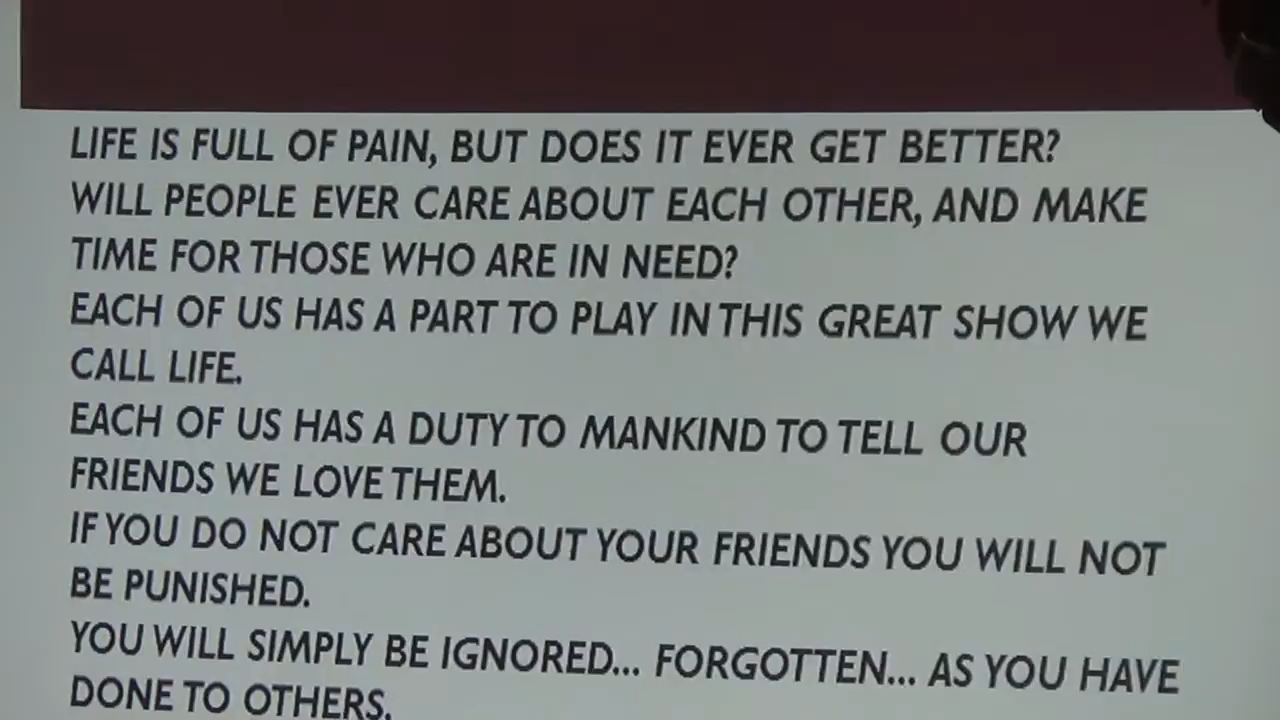 LIFE IS FULL OF PAIN, BUT DOES IT EVER GET BETTER?
WILL PEOPLE EVER CARE ABOUT EACH OTHER, AND MAKE
TIME FOR THOSE WHO ARE IN NEED?
EACH OF US HAS A PART TO PLAY IN THIS GREAT SHOW WE
CALL LIFE.
EACH OF US HAS A DUTY TO MANKIND TO TELL OUR
FRIENDS WE LOVE THEM.
IF YOU DO NOT CARE ABOUT YOUR FRIENDS YOU WILL NOT
BE PUNISHED.
YOU WILL SIMPLY BE IGNORED... FORGOTTEN... AS YOU HAVE
DONE TO OTHERS.